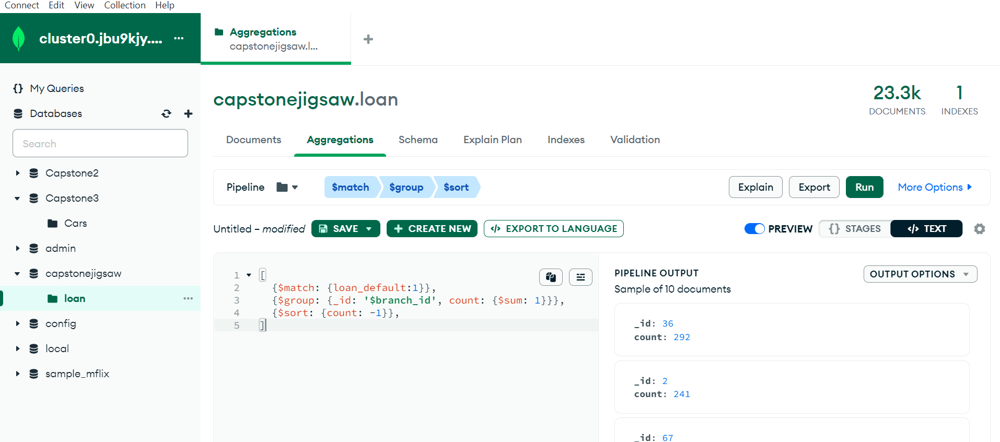 Connect Edit View Collection Help
cluster0.jbu9kjy.... ...
Aggregations
capstonejigsaw.l...
+
{} My Queries
Databases
Search
Capstone2
Capstone3
Cars
admin
capstonejigsaw
loan ...
config
local
sample_mflix
capstonejigsaw.loan
23.3k
DOCUMENTS
1
INDEXES
Documents Aggregations Schema Explain Plan Indexes Validation
Pipeline $match $group $sort Explain Export Run More Options
Untitled – modified SAVE + CREATE NEW </> EXPORT TO LANGUAGE PREVIEW {} STAGES </> TEXT
1 [
2 {$match: {loan_default:1}},
3 {$group: {_id: '$branch_id', count: {$sum: 1}}},
4 {$sort: {count: -1}},
5 ]
PIPELINE OUTPUT
Sample of 10 documents
OUTPUT OPTIONS
_id: 36
count: 292
_id: 2
count: 241
_id: 67